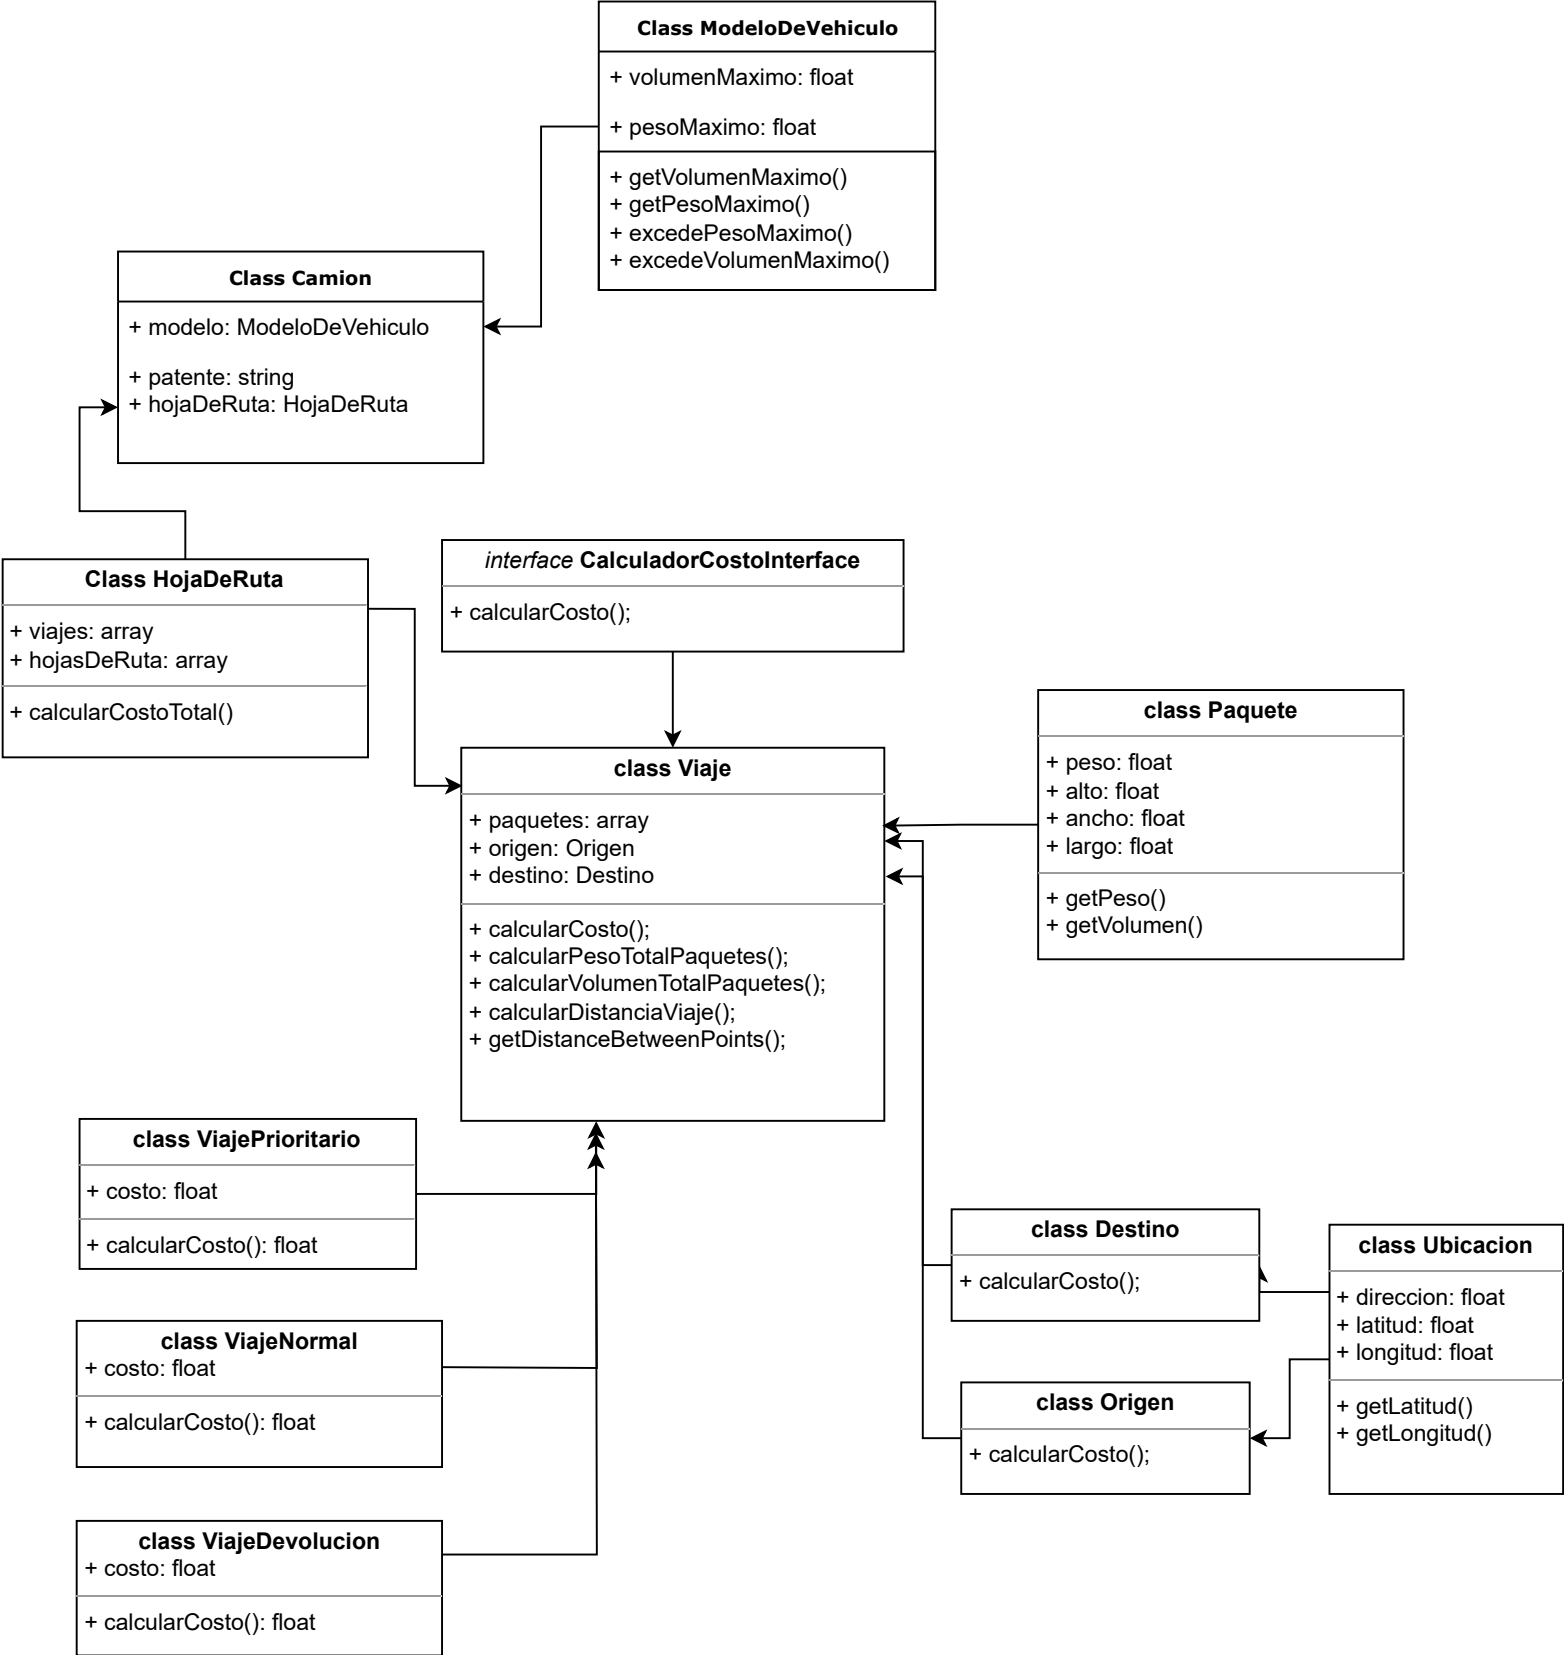 Class ModeloDeVehiculo
+ volumenMaximo: float
+ pesoMaximo: float
+ getVolumenMaximo()
+ getPesoMaximo()
+ excedePesoMaximo()
+ excedeVolumenMaximo()
Class Camion
+ modelo: ModeloDeVehiculo
+ patente: string
+ hojaDeRuta: HojaDeRuta
Class HojaDeRuta
+ viajes: array
+ hojasDeRuta: array
+ calcularCostoTotal()
interface CalculadorCostoInterface
+ calcularCosto();
class Viaje
+ paquetes: array
+ origen: Origen
+ destino: Destino
+ calcularCosto();
+ calcularPesoTotalPaquetes();
+ calcularVolumenTotalPaquetes();
+ calcularDistanciaViaje();
+ getDistanceBetweenPoints();
class Paquete
+ peso: float
+ alto: float
+ ancho: float
+ largo: float
+ getPeso()
+ getVolumen()
class ViajePrioritario
+ costo: float
+ calcularCosto(): float
class ViajeNormal
+ costo: float
+ calcularCosto(): float
class ViajeDevolucion
+ costo: float
+ calcularCosto(): float
class Destino
+ calcularCosto();
class Origen
+ calcularCosto();
class Ubicacion
+ direccion: float
+ latitud: float
+ longitud: float
+ getLatitud()
+ getLongitud()